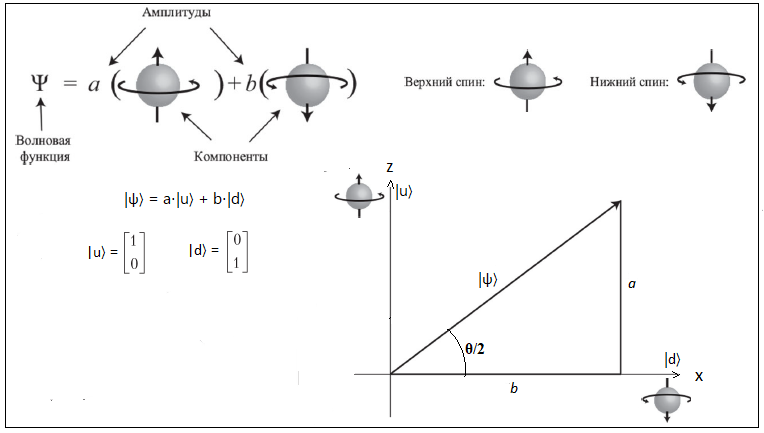 Амплитуды
Ψ = a ( ) + b ( )
Волновая
функция
Компоненты
Верхний спин:
Нижний спин:
|ψ⟩ = a·|u⟩ + b·|d⟩
|u⟩ = [1 0]
|d⟩ = [0 1]
z
|u⟩
|ψ⟩
a
θ/2
b
|d⟩
x